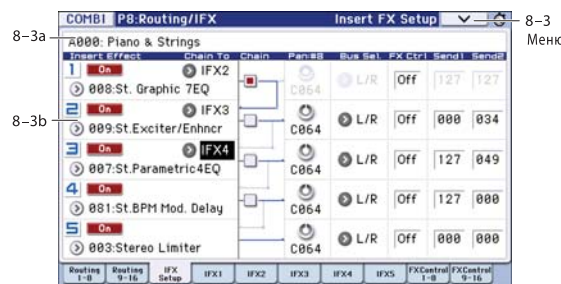 COMBI P8:Routing/IFX Insert FX Setup
8–3
Меню
8–3a
A000: Piano & Strings
Insert Effect Chain To Chain Pan:#8 Bus Sel. FX Ctrl Send1 Send2
1 On IFX2
008:St. Graphic 7EQ C064 L/R Off 127 127
2 On IFX3
8–3b
009:St.Exciter/Enhncr C064 L/R Off 000 034
3 On IFX4
007:St.Parametric4EQ C064 L/R Off 127 049
4 On
081:St.BPM Mod. Delay C064 L/R Off 127 000
5 On
003:Stereo Limiter C064 L/R Off 000 000
Routing 1-8 Routing 9-16 IFX Setup IFX1 IFX2 IFX3 IFX4 IFX5 FXControl 1-8 FXControl 9-16